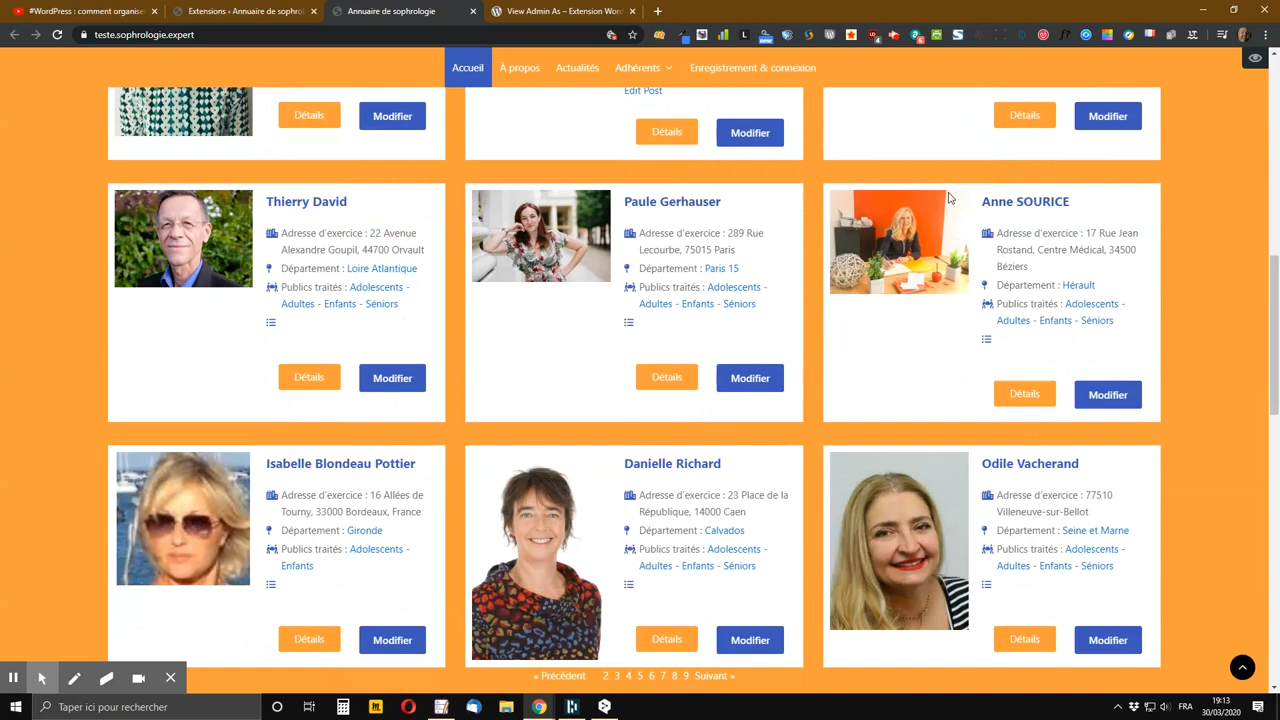 #WordPress : comment organise
Extensions ‹ Annuaire de sophrol
Annuaire de sophrologie
WPTerm View Admin As – Extensio
19:13
testes.sophrologie.expert
Accueil
À propos
Actualités
Adhérents
Enregistrement & connexion
Edit Post
Détails
Modifier
Détails
Modifier
Détails
Modifier
Thierry David
Adresse d'exercice : 22 Avenue
Alexandre Goupil, 44700 Orvault
Département : Loire Atlantique
Publics traités : Adolescents -
Adultes - Enfants - Séniors
Détails
Modifier
Paule Gerhauser
Adresse d'exercice : 289 Rue
Lecourbe, 75015 Paris
Département : Paris 15
Publics traités : Adolescents -
Adultes - Enfants - Séniors
Détails
Modifier
Anne SOURICE
Adresse d'exercice : 17 Rue Jean
Rostand, Centre Médical, 34500
Béziers
Département : Hérault
Publics traités : Adolescents -
Adultes - Enfants - Séniors
Détails
Modifier
Isabelle Blondeau Pottier
Adresse d'exercice : 16 Allées de
Tourny, 33000 Bordeaux, France
Département : Gironde
Publics traités : Adolescents -
Enfants
Détails
Modifier
Danielle Richard
Adresse d'exercice : 23 Place de la
République, 14000 Caen
Département : Calvados
Publics traités : Adolescents -
Adultes - Enfants - Séniors
Détails
Modifier
Odile Vacherand
Adresse d'exercice : 77510
Villeneuve-sur-Bellot
Département : Seine et Marne
Publics traités : Adolescents -
Adultes - Enfants - Séniors
Détails
Modifier
« Précédent 2 3 4 5 6 7 8 9 Suivant »
Taper ici pour rechercher
FRA
19:13
30/03/2020